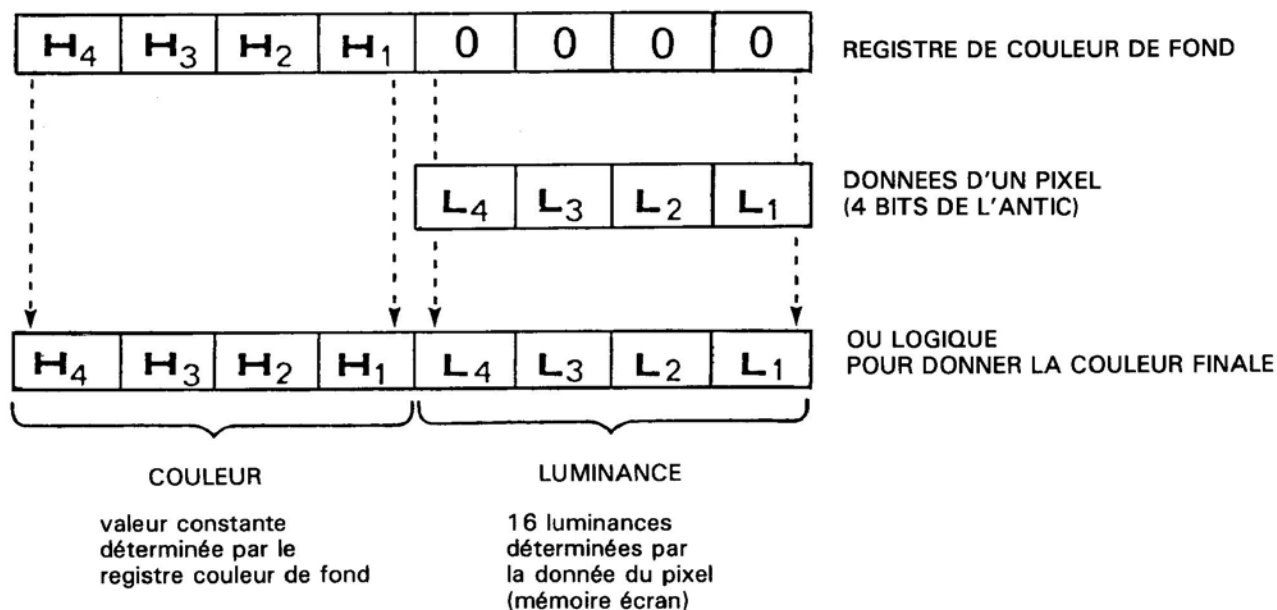 H4 H3 H2 H1 0 0 0 0 REGISTRE DE COULEUR DE FOND
L4 L3 L2 L1
DONNEES D'UN PIXEL
(4 BITS DE L'ANTIC)
H4 H3 H2 H1 L4 L3 L2 L1
OU LOGIQUE
POUR DONNER LA COULEUR FINALE
COULEUR
valeur constante
déterminée par le
registre couleur de fond
LUMINANCE
16 luminances
déterminées par
la donnée du pixel
(mémoire écran)